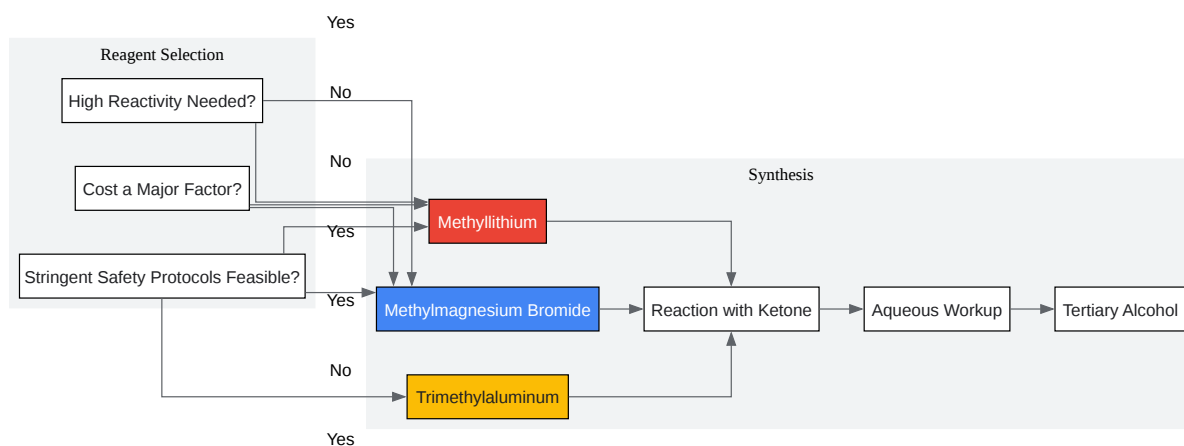 Yes
Reagent Selection
High Reactivity Needed?
No
No
Synthesis
Cost a Major Factor?
Methyllithium
Yes
Stringent Safety Protocols Feasible?
Yes
Methylmagnesium Bromide
Reaction with Ketone
Aqueous Workup
Tertiary Alcohol
No
Trimethylaluminum
Yes